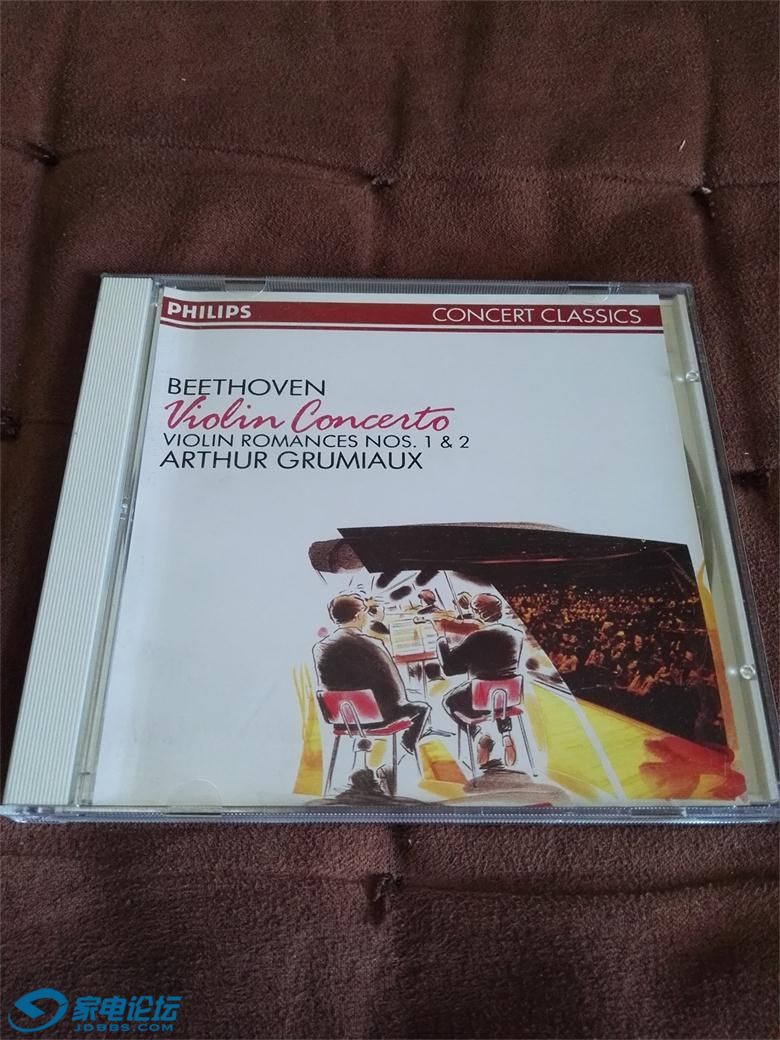 PHILIPS CONCERT CLASSICS
BEETHOVEN
Violin Concerto
VIOLIN ROMANCES NOS. 1 & 2
ARTHUR GRUMIAUX
家电论坛
JDBBS.COM